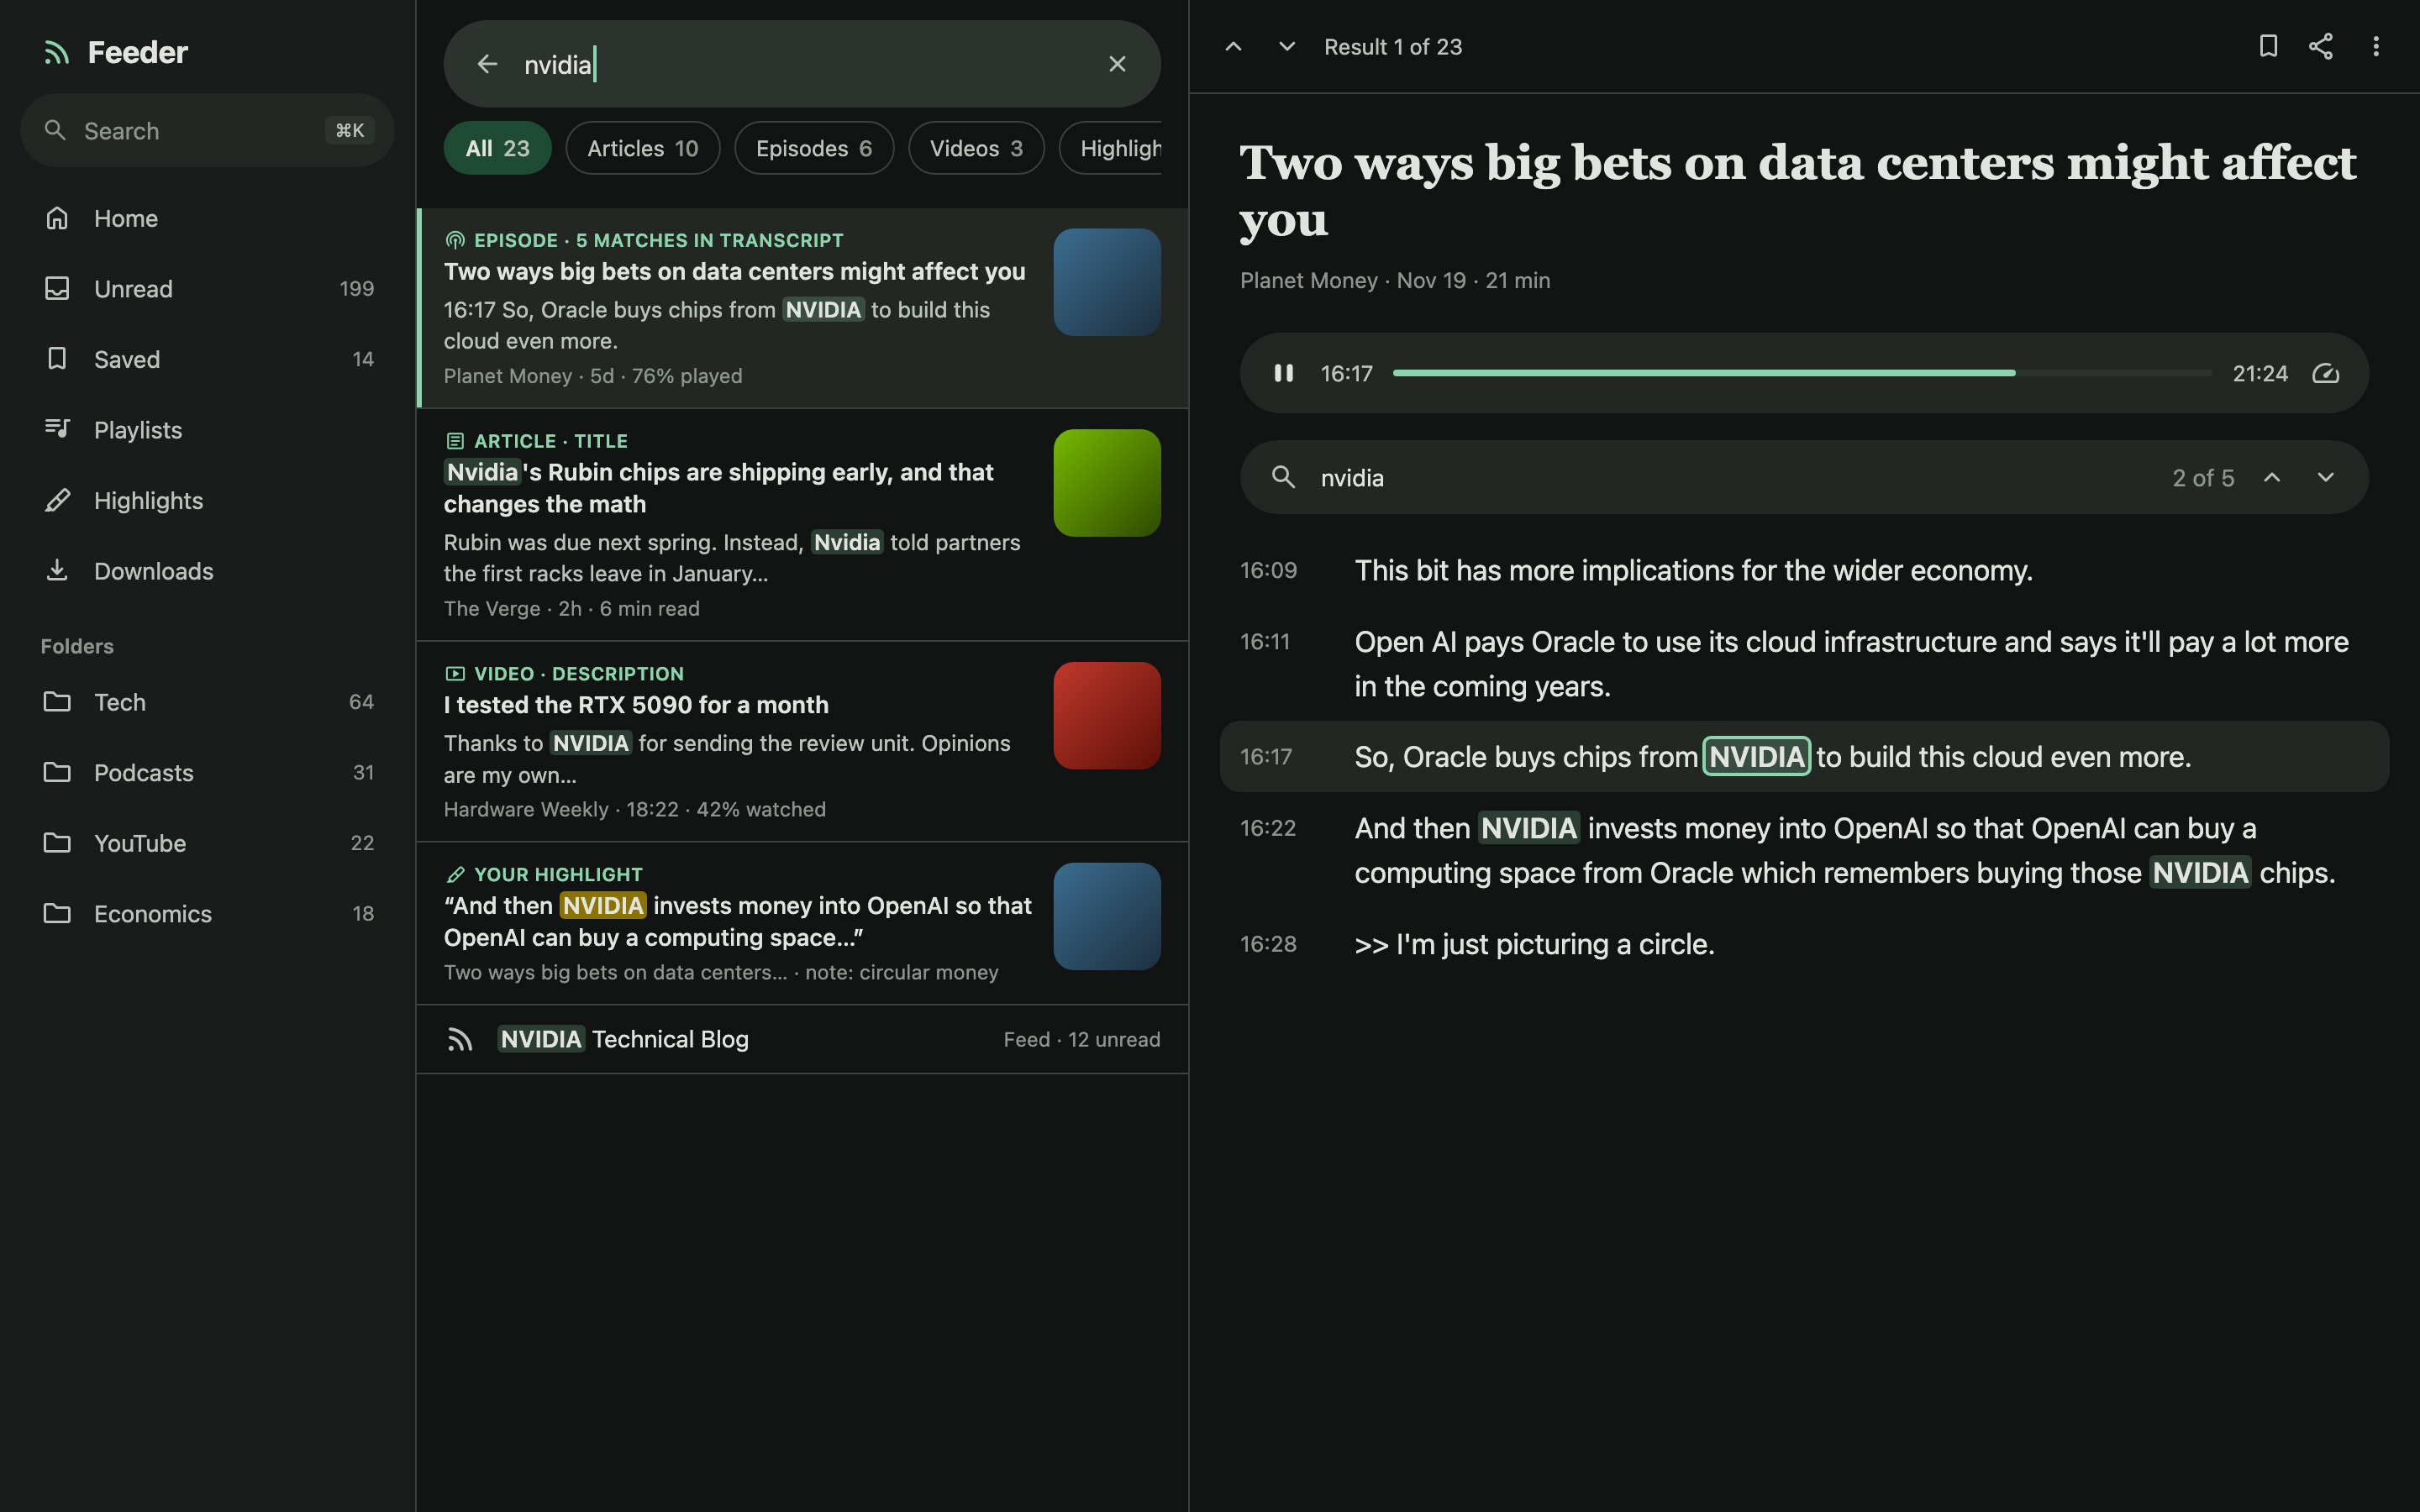 Feeder
Search ⌘K
Home
Unread 199
Saved 14
Playlists
Highlights
Downloads
Folders
Tech 64
Podcasts 31
YouTube 22
Economics 18
nvidia
All 23 Articles 10 Episodes 6 Videos 3 Highligh
EPISODE · 5 MATCHES IN TRANSCRIPT
Two ways big bets on data centers might affect you
16:17 So, Oracle buys chips from NVIDIA to build this
cloud even more.
Planet Money · 5d · 76% played
ARTICLE · TITLE
Nvidia's Rubin chips are shipping early, and that
changes the math
Rubin was due next spring. Instead, Nvidia told partners
the first racks leave in January...
The Verge · 2h · 6 min read
VIDEO · DESCRIPTION
I tested the RTX 5090 for a month
Thanks to NVIDIA for sending the review unit. Opinions
are my own...
Hardware Weekly · 18:22 · 42% watched
YOUR HIGHLIGHT
“And then NVIDIA invests money into OpenAI so that
OpenAI can buy a computing space...”
Two ways big bets on data centers... · note: circular money
NVIDIA Technical Blog Feed · 12 unread
Result 1 of 23
Two ways big bets on data centers might affect
you
Planet Money · Nov 19 · 21 min
16:17 21:24
nvidia 2 of 5
16:09 This bit has more implications for the wider economy.
16:11 Open AI pays Oracle to use its cloud infrastructure and says it'll pay a lot more
in the coming years.
16:17 So, Oracle buys chips from NVIDIA to build this cloud even more.
16:22 And then NVIDIA invests money into OpenAI so that OpenAI can buy a
computing space from Oracle which remembers buying those NVIDIA chips.
16:28 >> I'm just picturing a circle.